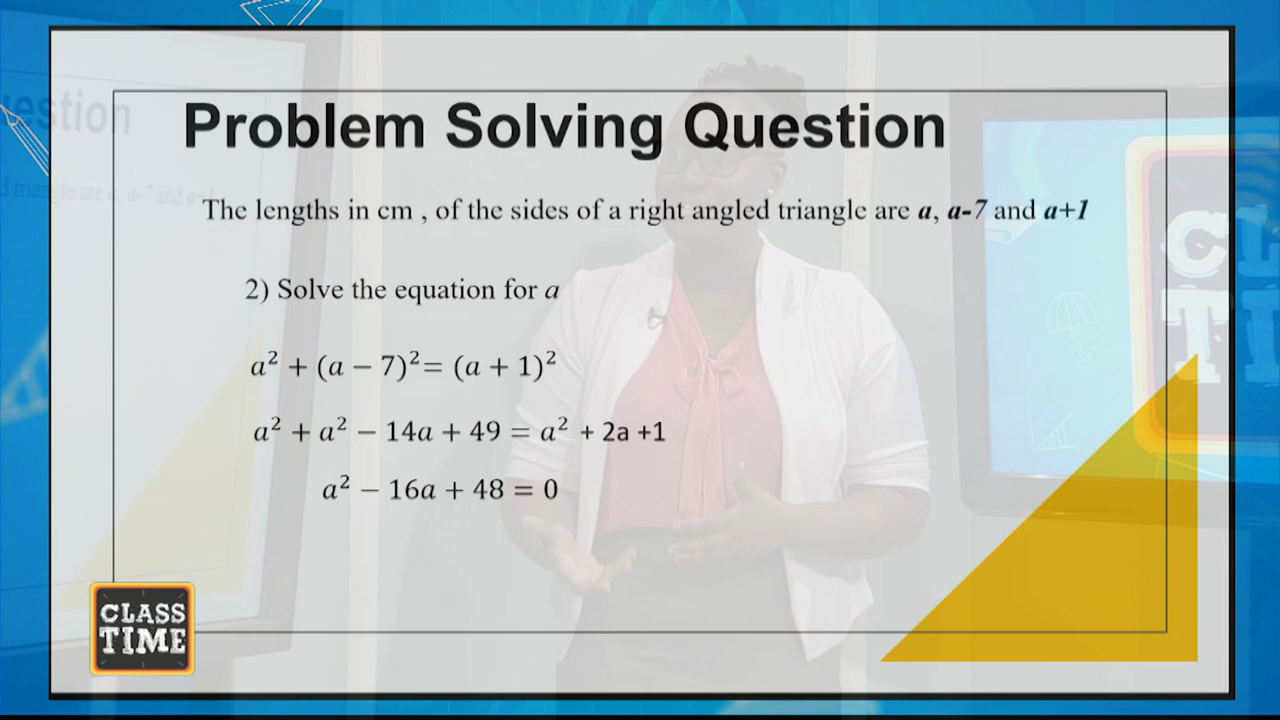 Problem Solving Question
The lengths in cm , of the sides of a right angled triangle are a, a-7 and a+1
2) Solve the equation for a
a² + (a − 7)²= (a + 1)²
a² + a² − 14a + 49 = a² + 2a +1
a² − 16a + 48 = 0
CLASS
TIME